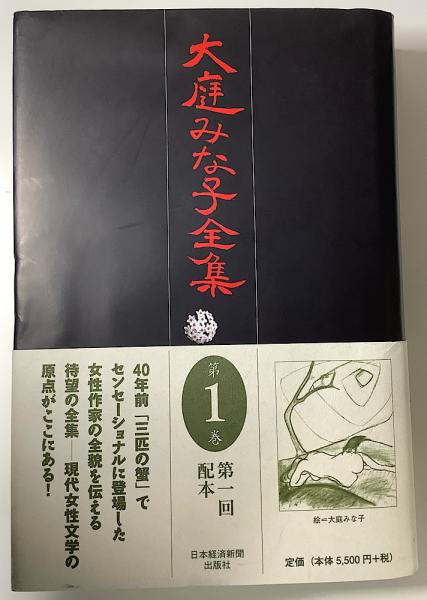 大庭みな子全集
第
1
巻
第一回
配本
40年前「三匹の蟹」で
センセーショナルに登場した
女性作家の全貌を伝える
待望の全集―現代女性文学の
原点がここにある!
日本経済新聞
出版社
絵=大庭みな子
定価(本体5,500円+税)